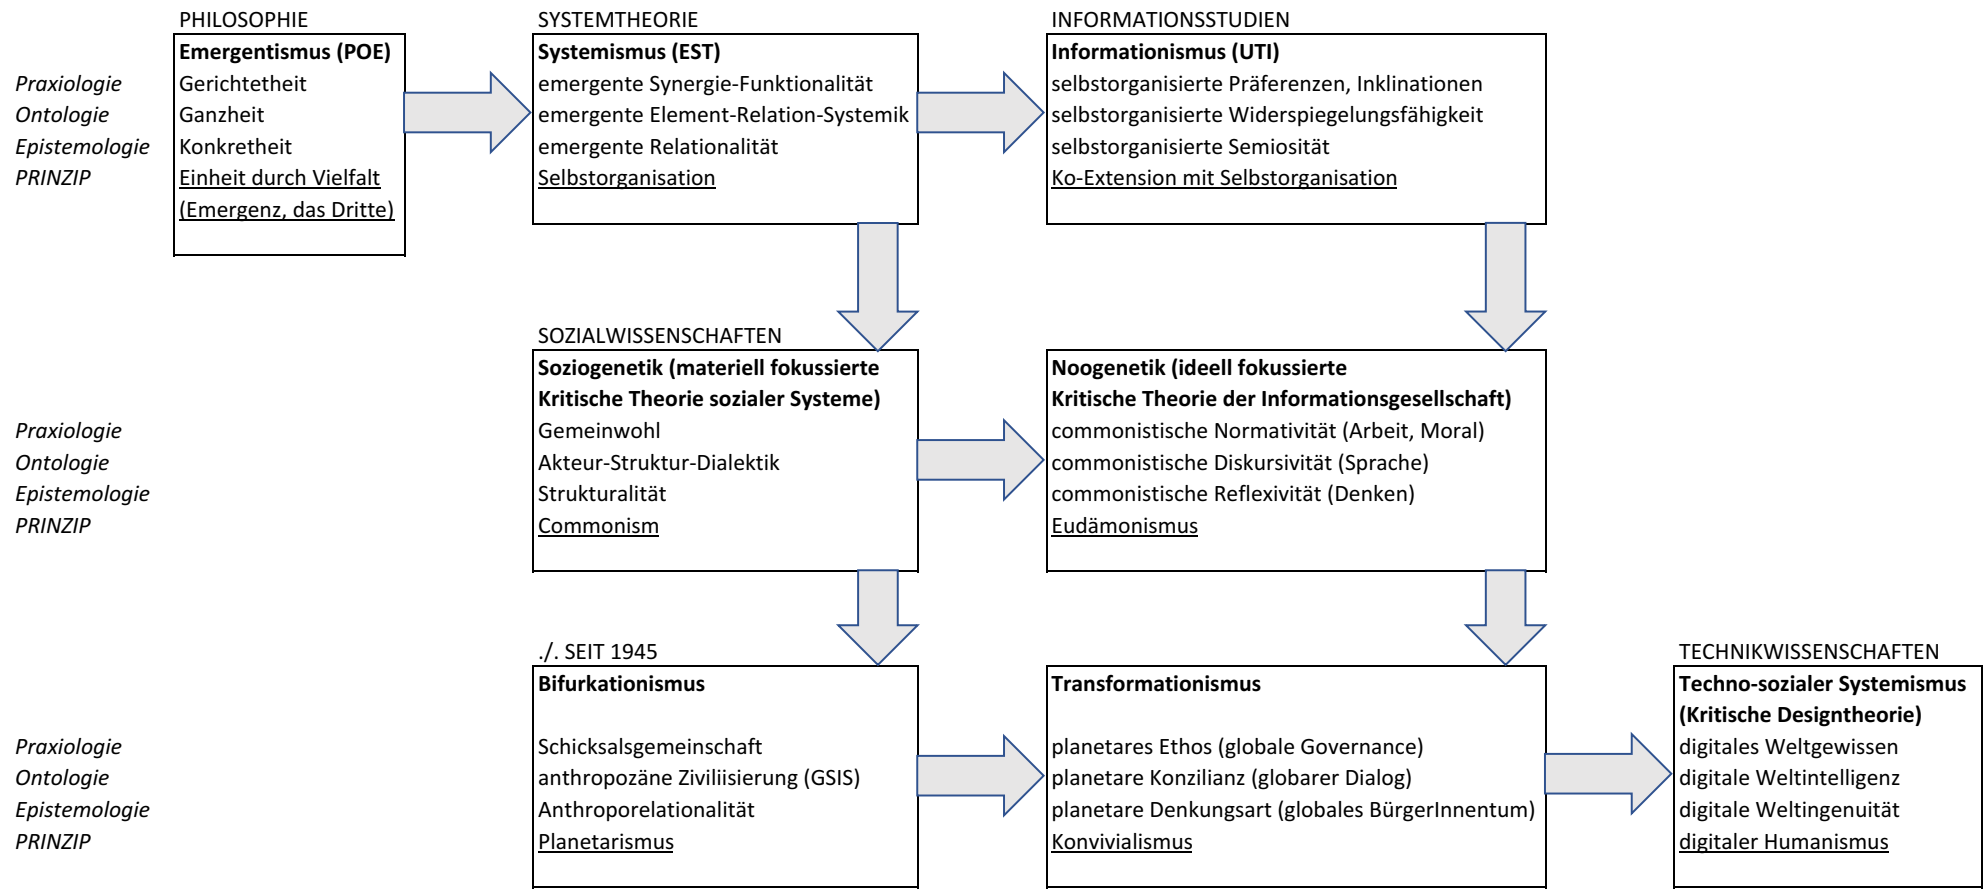 PHILOSOPHIE
SYSTEMTHEORIE
INFORMATIONSSTUDIEN
Emergentismus (POE)
Systemismus (EST)
Informationismus (UTI)
Praxiologie
Gerichtetheit
emergente Synergie-Funktionalität
selbstorganisierte Präferenzen, Inklinationen
Ontologie
Ganzheit
emergente Element-Relation-Systemik
selbstorganisierte Widerspiegelungsfähigkeit
Epistemologie
Konkretheit
emergente Relationalität
selbstorganisierte Semiosität
PRINZIP
Einheit durch Vielfalt
Selbstorganisation
Ko-Extension mit Selbstorganisation
(Emergenz, das Dritte)
SOZIALWISSENSCHAFTEN
Soziogenetik (materiell fokussierte
Noogenetik (ideell fokussierte
Kritische Theorie sozialer Systeme)
Kritische Theorie der Informationsgesellschaft)
Praxiologie
Gemeinwohl
commonistische Normativität (Arbeit, Moral)
Ontologie
Akteur-Struktur-Dialektik
commonistische Diskursivität (Sprache)
Epistemologie
Strukturalität
commonistische Reflexivität (Denken)
PRINZIP
Commonism
Eudämonismus
./. SEIT 1945
TECHNIKWISSENSCHAFTEN
Bifurkationismus
Transformationismus
Techno-sozialer Systemismus
(Kritische Designtheorie)
Praxiologie
Schicksalsgemeinschaft
planetares Ethos (globale Governance)
digitales Weltgewissen
Ontologie
anthropozäne Ziviliisierung (GSIS)
planetare Konzilianz (globarer Dialog)
digitale Weltintelligenz
Epistemologie
Anthroporelationalität
planetare Denkungsart (globales BürgerInnentum)
digitale Weltingenuität
PRINZIP
Planetarismus
Konvivialismus
digitaler Humanismus